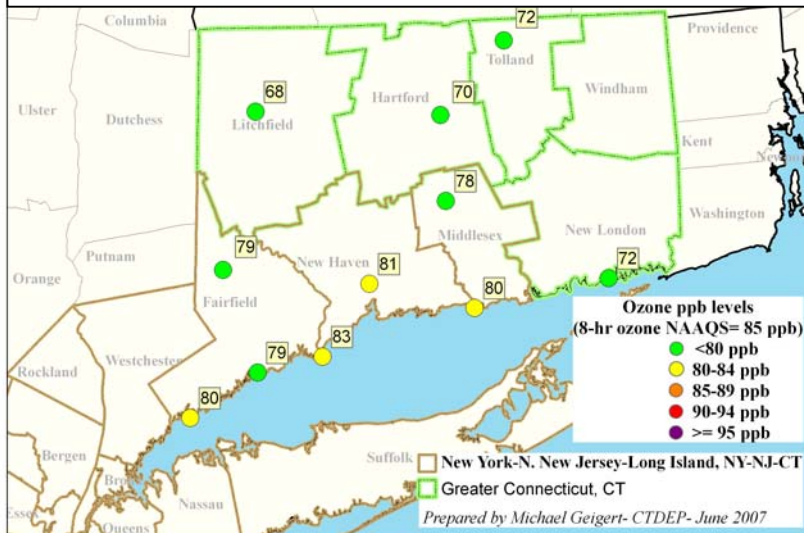 Columbia
72
Providence
Tolland
68
Ulster
Dutchess
Litchfield
Hartford
70
Windham
Kent
78
Middlesex
New London
Washington
79
Putnam
Orange
Fairfield
New Haven
81
72
80
Westchester
Rockland
83
79
80
Bergen
Suffolk
Nassau
Essex
Queens
Ozone ppb levels
(8-hr ozone NAAQS= 85 ppb)
<80 ppb
80-84 ppb
85-89 ppb
90-94 ppb
>= 95 ppb
New York-N. New Jersey-Long Island, NY-NJ-CT
Greater Connecticut, CT
Prepared by Michael Geigert- CTDEP- June 2007